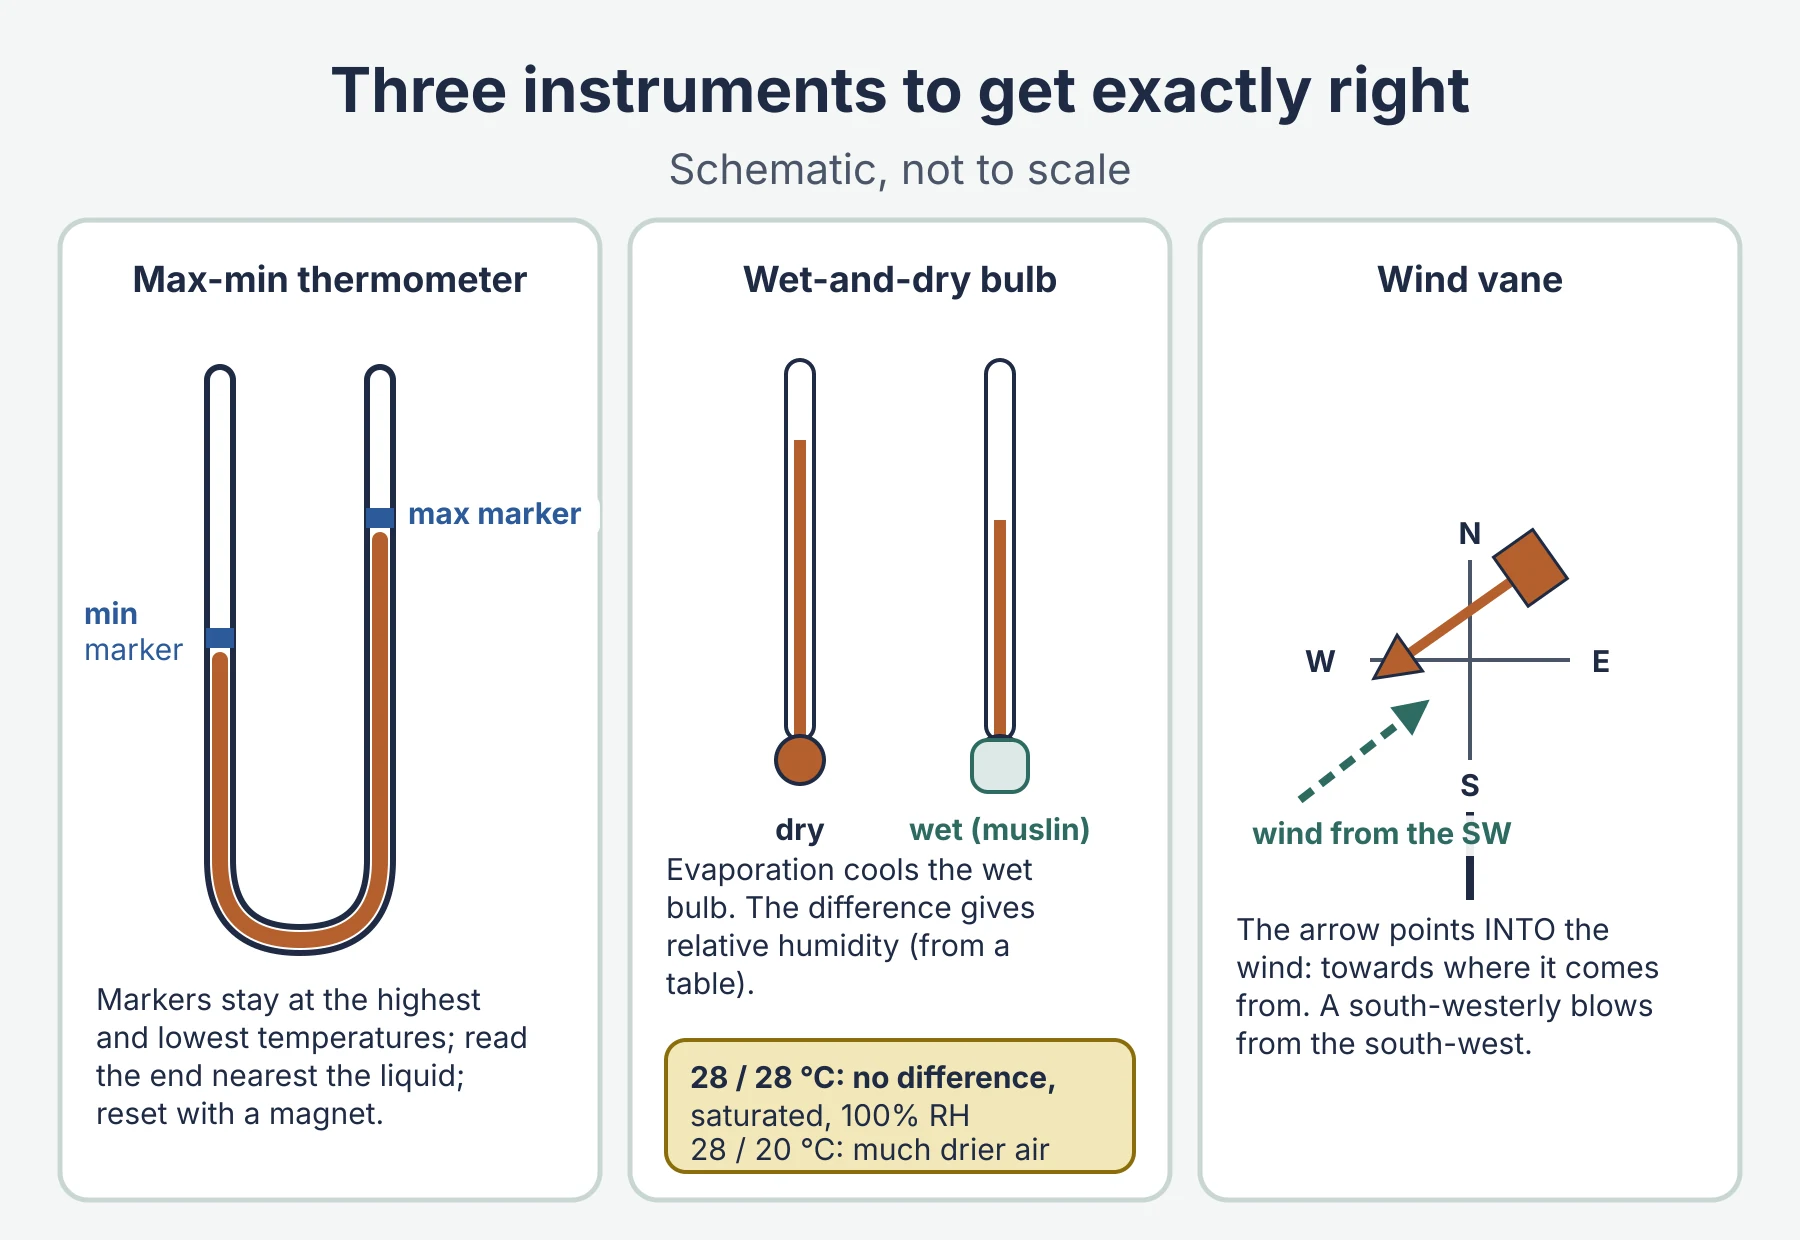 Three instruments to get exactly right
Schematic, not to scale
Max-min thermometer
max marker
min
marker
Markers stay at the highest
and lowest temperatures; read
the end nearest the liquid;
reset with a magnet.
Wet-and-dry bulb
dry
wet (muslin)
Evaporation cools the wet
bulb. The difference gives
relative humidity (from a
table).
28 / 28 °C: no difference,
saturated, 100% RH
28 / 20 °C: much drier air
Wind vane
N
W
E
S
wind from the SW
The arrow points INTO the
wind: towards where it comes
from. A south-westerly blows
from the south-west.